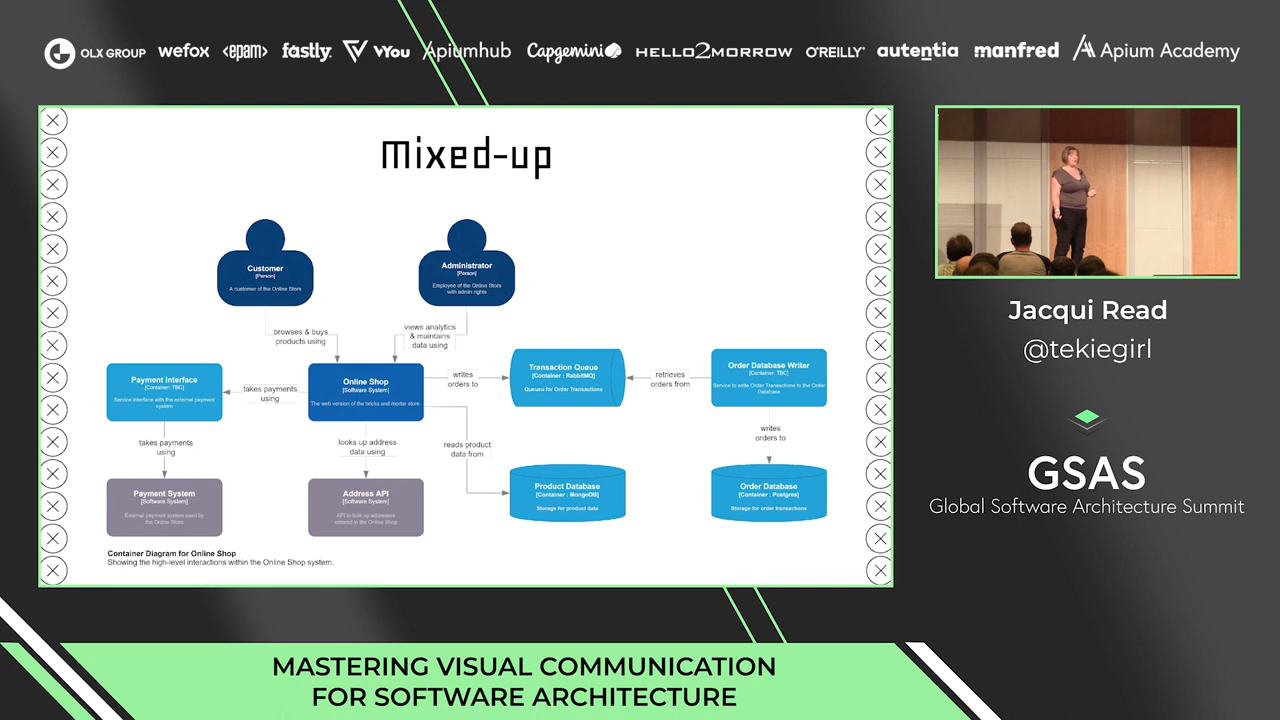 OLX GROUP wefox <epam> fastly. vYou Apiumhub Capgemini HELLO2MORROW O'REILLY® autentia manfred Apium Academy
Mixed-up
Customer
[Person]
A customer of the Online Store
Administrator
[Person]
Employee of the Online Store
with admin rights
browses & buys
products using
views analytics
& maintains
data using
Payment Interface
[Container: TBC]
Service interface with the external payment
system
takes payments
using
Online Shop
[Software System]
The web version of the bricks and mortar store.
writes
orders to
Transaction Queue
[Container : RabbitMQ]
Queueu for Order Transactions
retrieves
orders from
Order Database Writer
[Container: TBC]
Service to write Order Transactions to the Order
Database
takes payments
using
looks up address
data using
reads product
data from
writes
orders to
Payment System
[Software System]
External payment system used by
the Online Store
Address API
[Software System]
API to look up addresses
entered in the Online Shop
Product Database
[Container : MongoDB]
Storage for product data
Order Database
[Container : Postgres]
Storage for order transactions
Container Diagram for Online Shop
Showing the high-level interactions within the Online Shop system.
Jacqui Read
@tekiegirl
GSAS
Global Software Architecture Summit
MASTERING VISUAL COMMUNICATION
FOR SOFTWARE ARCHITECTURE